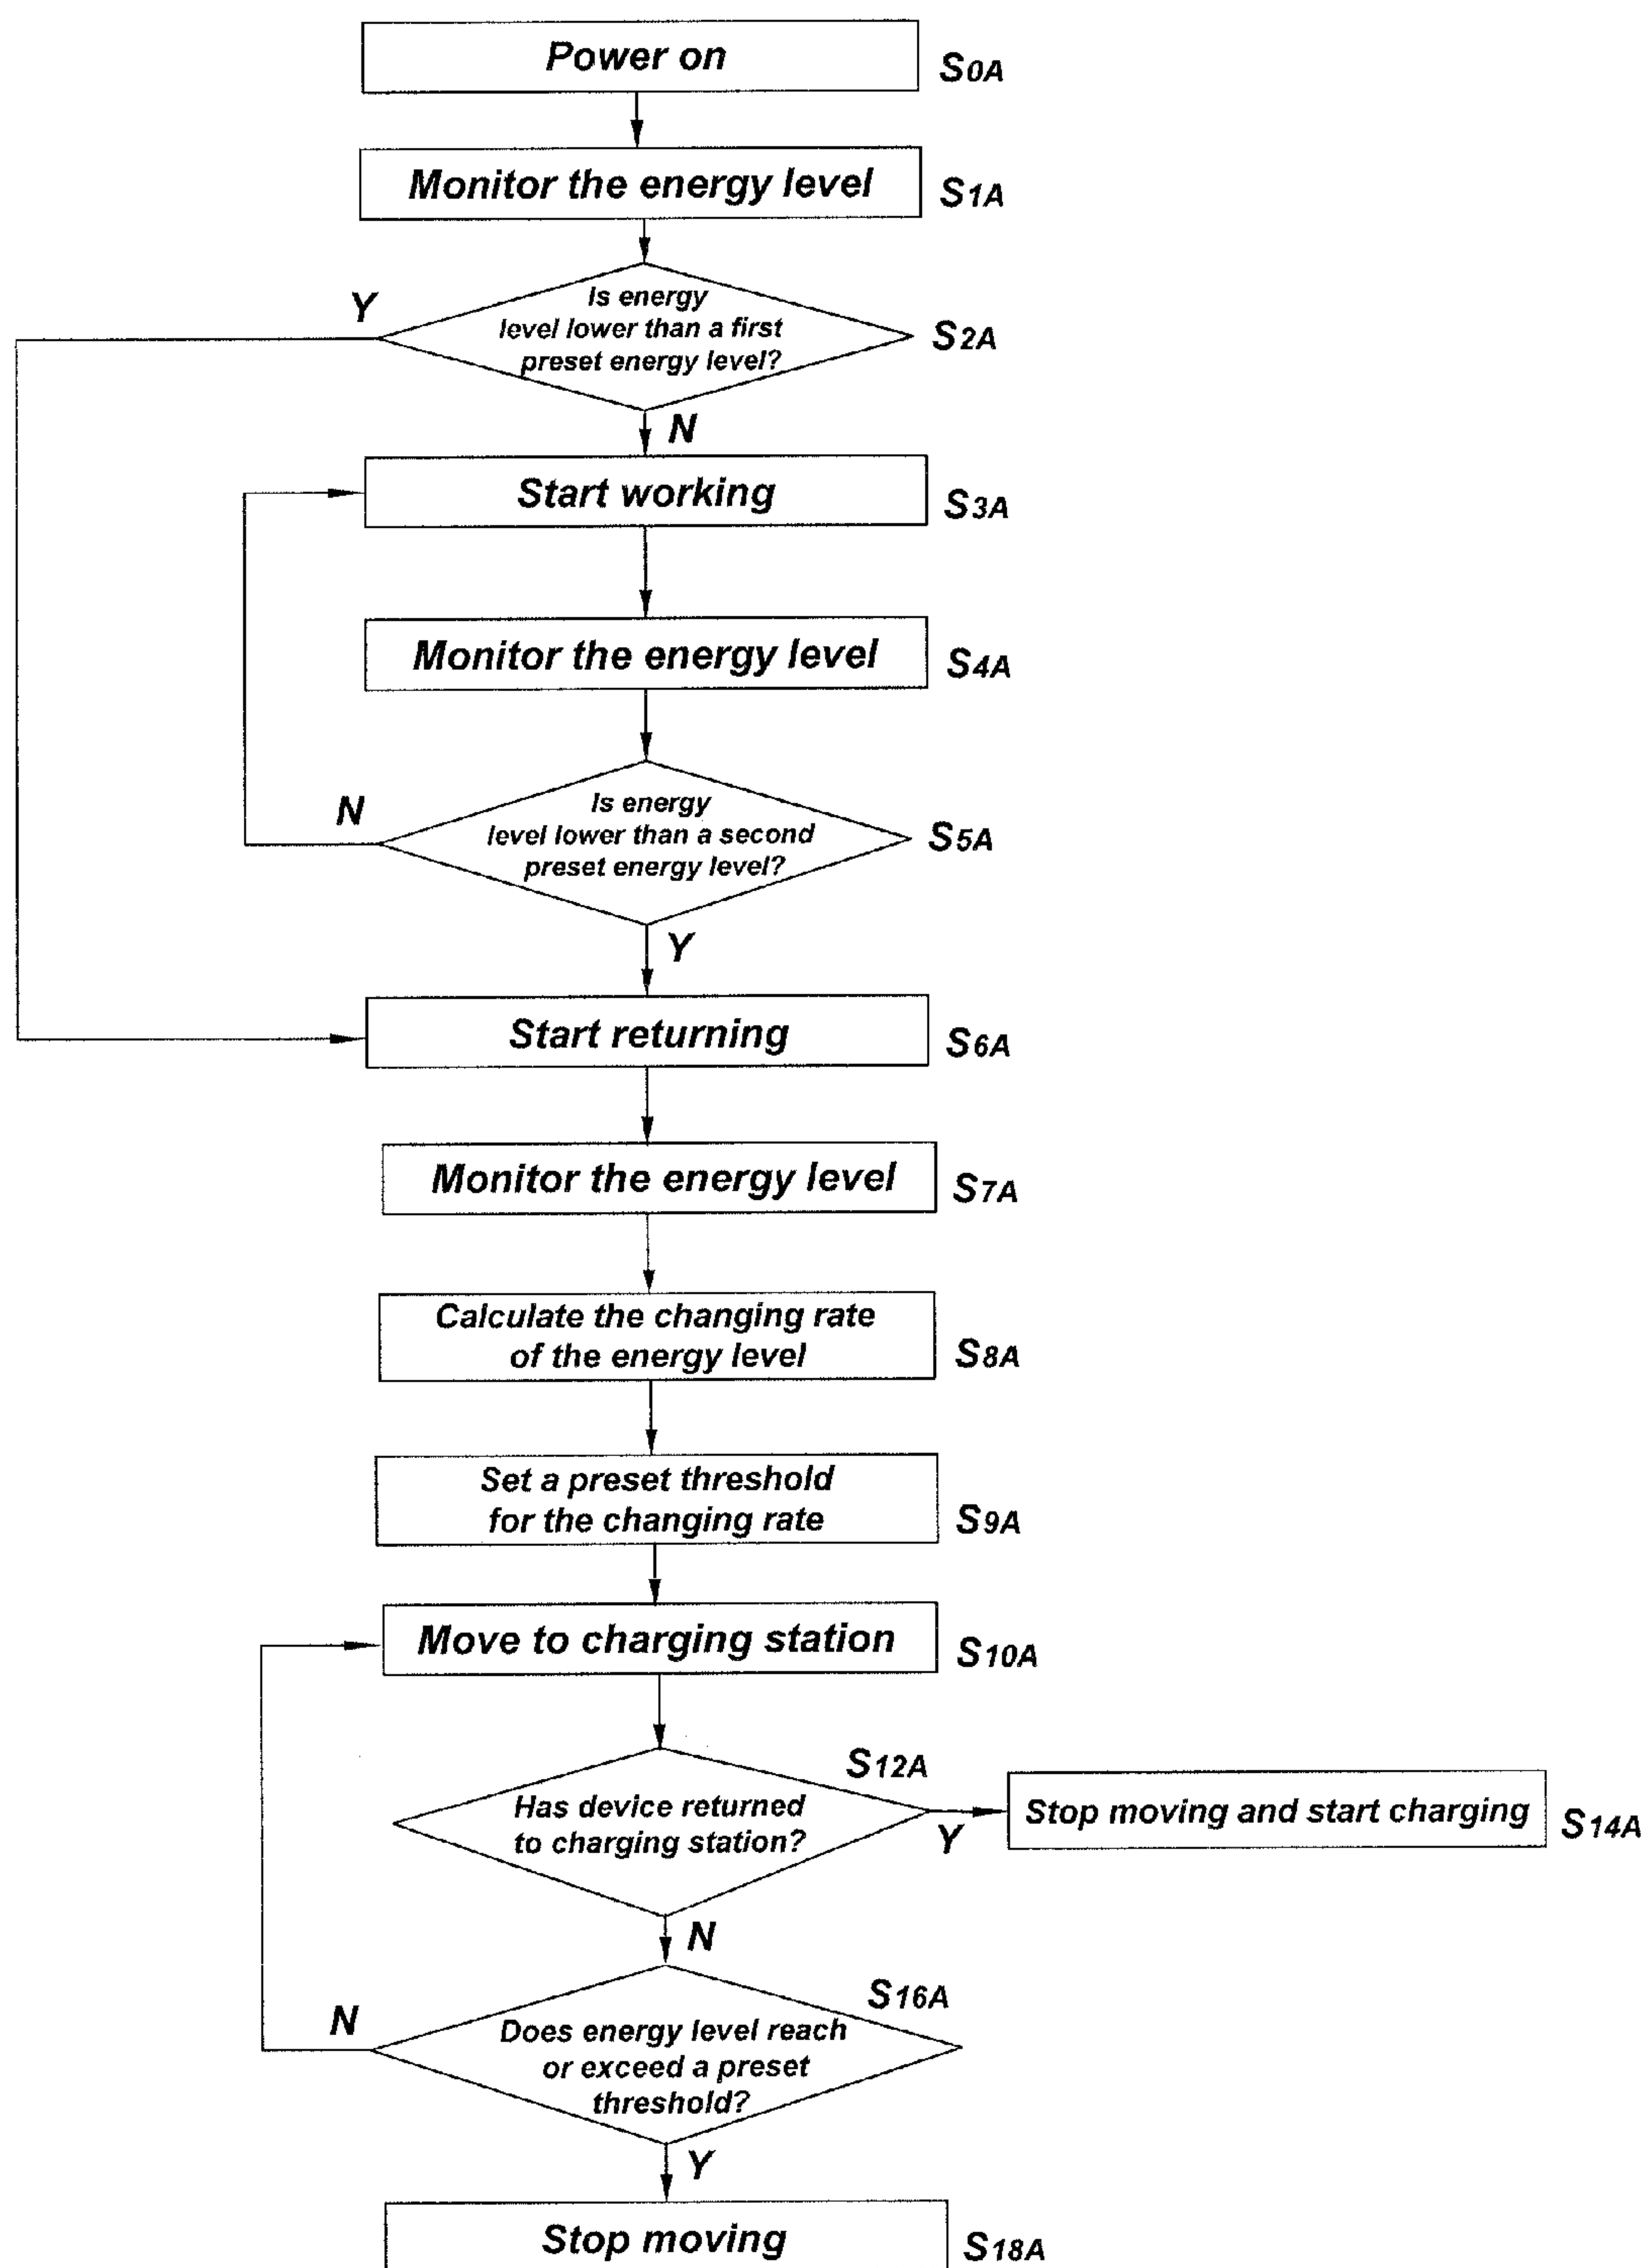 Power on
S0A
Monitor the energy level
S1A
Y
Is energy
level lower than a first
preset energy level?
S2A
N
Start working
S3A
Monitor the energy level
S4A
N
Is energy
level lower than a second
preset energy level?
S5A
Y
Start returning
S6A
Monitor the energy level
S7A
Calculate the changing rate
of the energy level
S8A
Set a preset threshold
for the changing rate
S9A
Move to charging station
S10A
S12A
Has device returned
to charging station?
Y
Stop moving and start charging
S14A
N
S16A
N
Does energy level reach
or exceed a preset
threshold?
Y
Stop moving
S18A